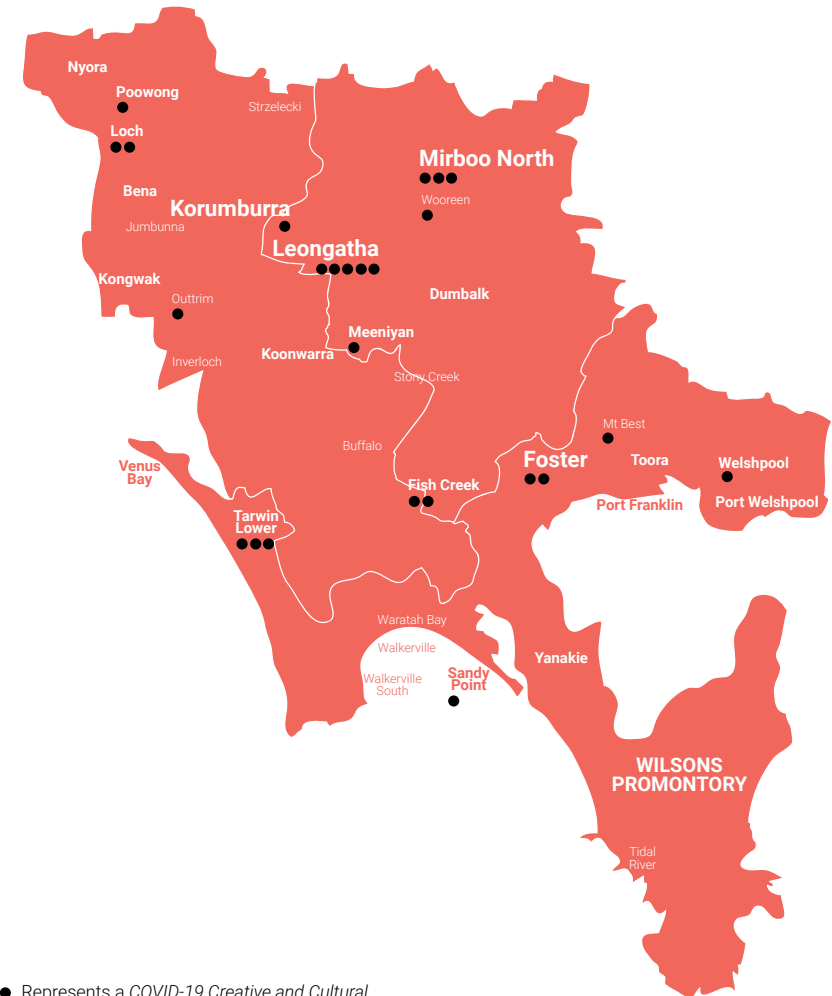 Nyora
Poowong
Strzelecki
Loch
Mirboo North
Bena
Wooreen
Korumburra
Jumbunna
Leongatha
Kongwak
Dumbalk
Outtrim
Meeniyan
Koonwarra
Inverloch
Stony Creek
Mt Best
Buffalo
Foster
Toora
Welshpool
Venus
Bay
Fish Creek
Port Franklin
Port Welshpool
Tarwin
Lower
Waratah Bay
Walkerville
Yanakie
Sandy
Point
Walkerville
South
WILSONS
PROMONTORY
Tidal
River
Represents a COVID-19 Creative and Cultural